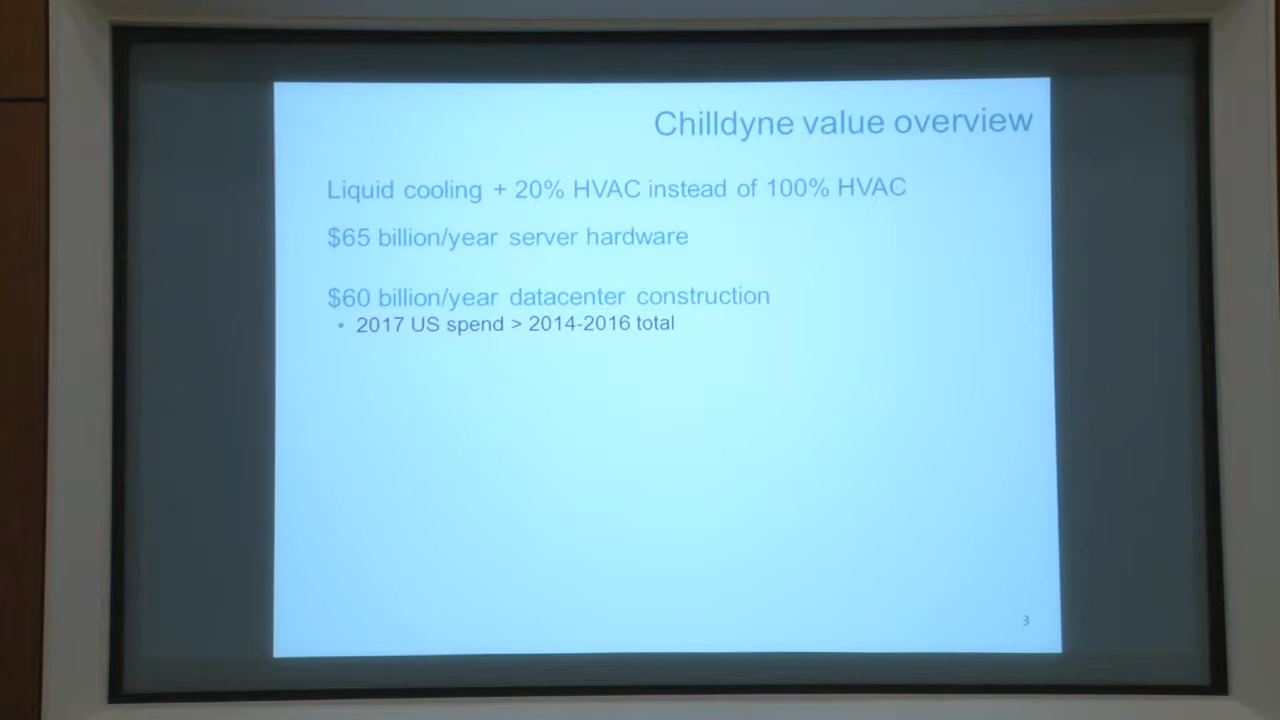 Chilldyne value overview
Liquid cooling + 20% HVAC instead of 100% HVAC
$65 billion/year server hardware
$60 billion/year datacenter construction
• 2017 US spend > 2014-2016 total
3